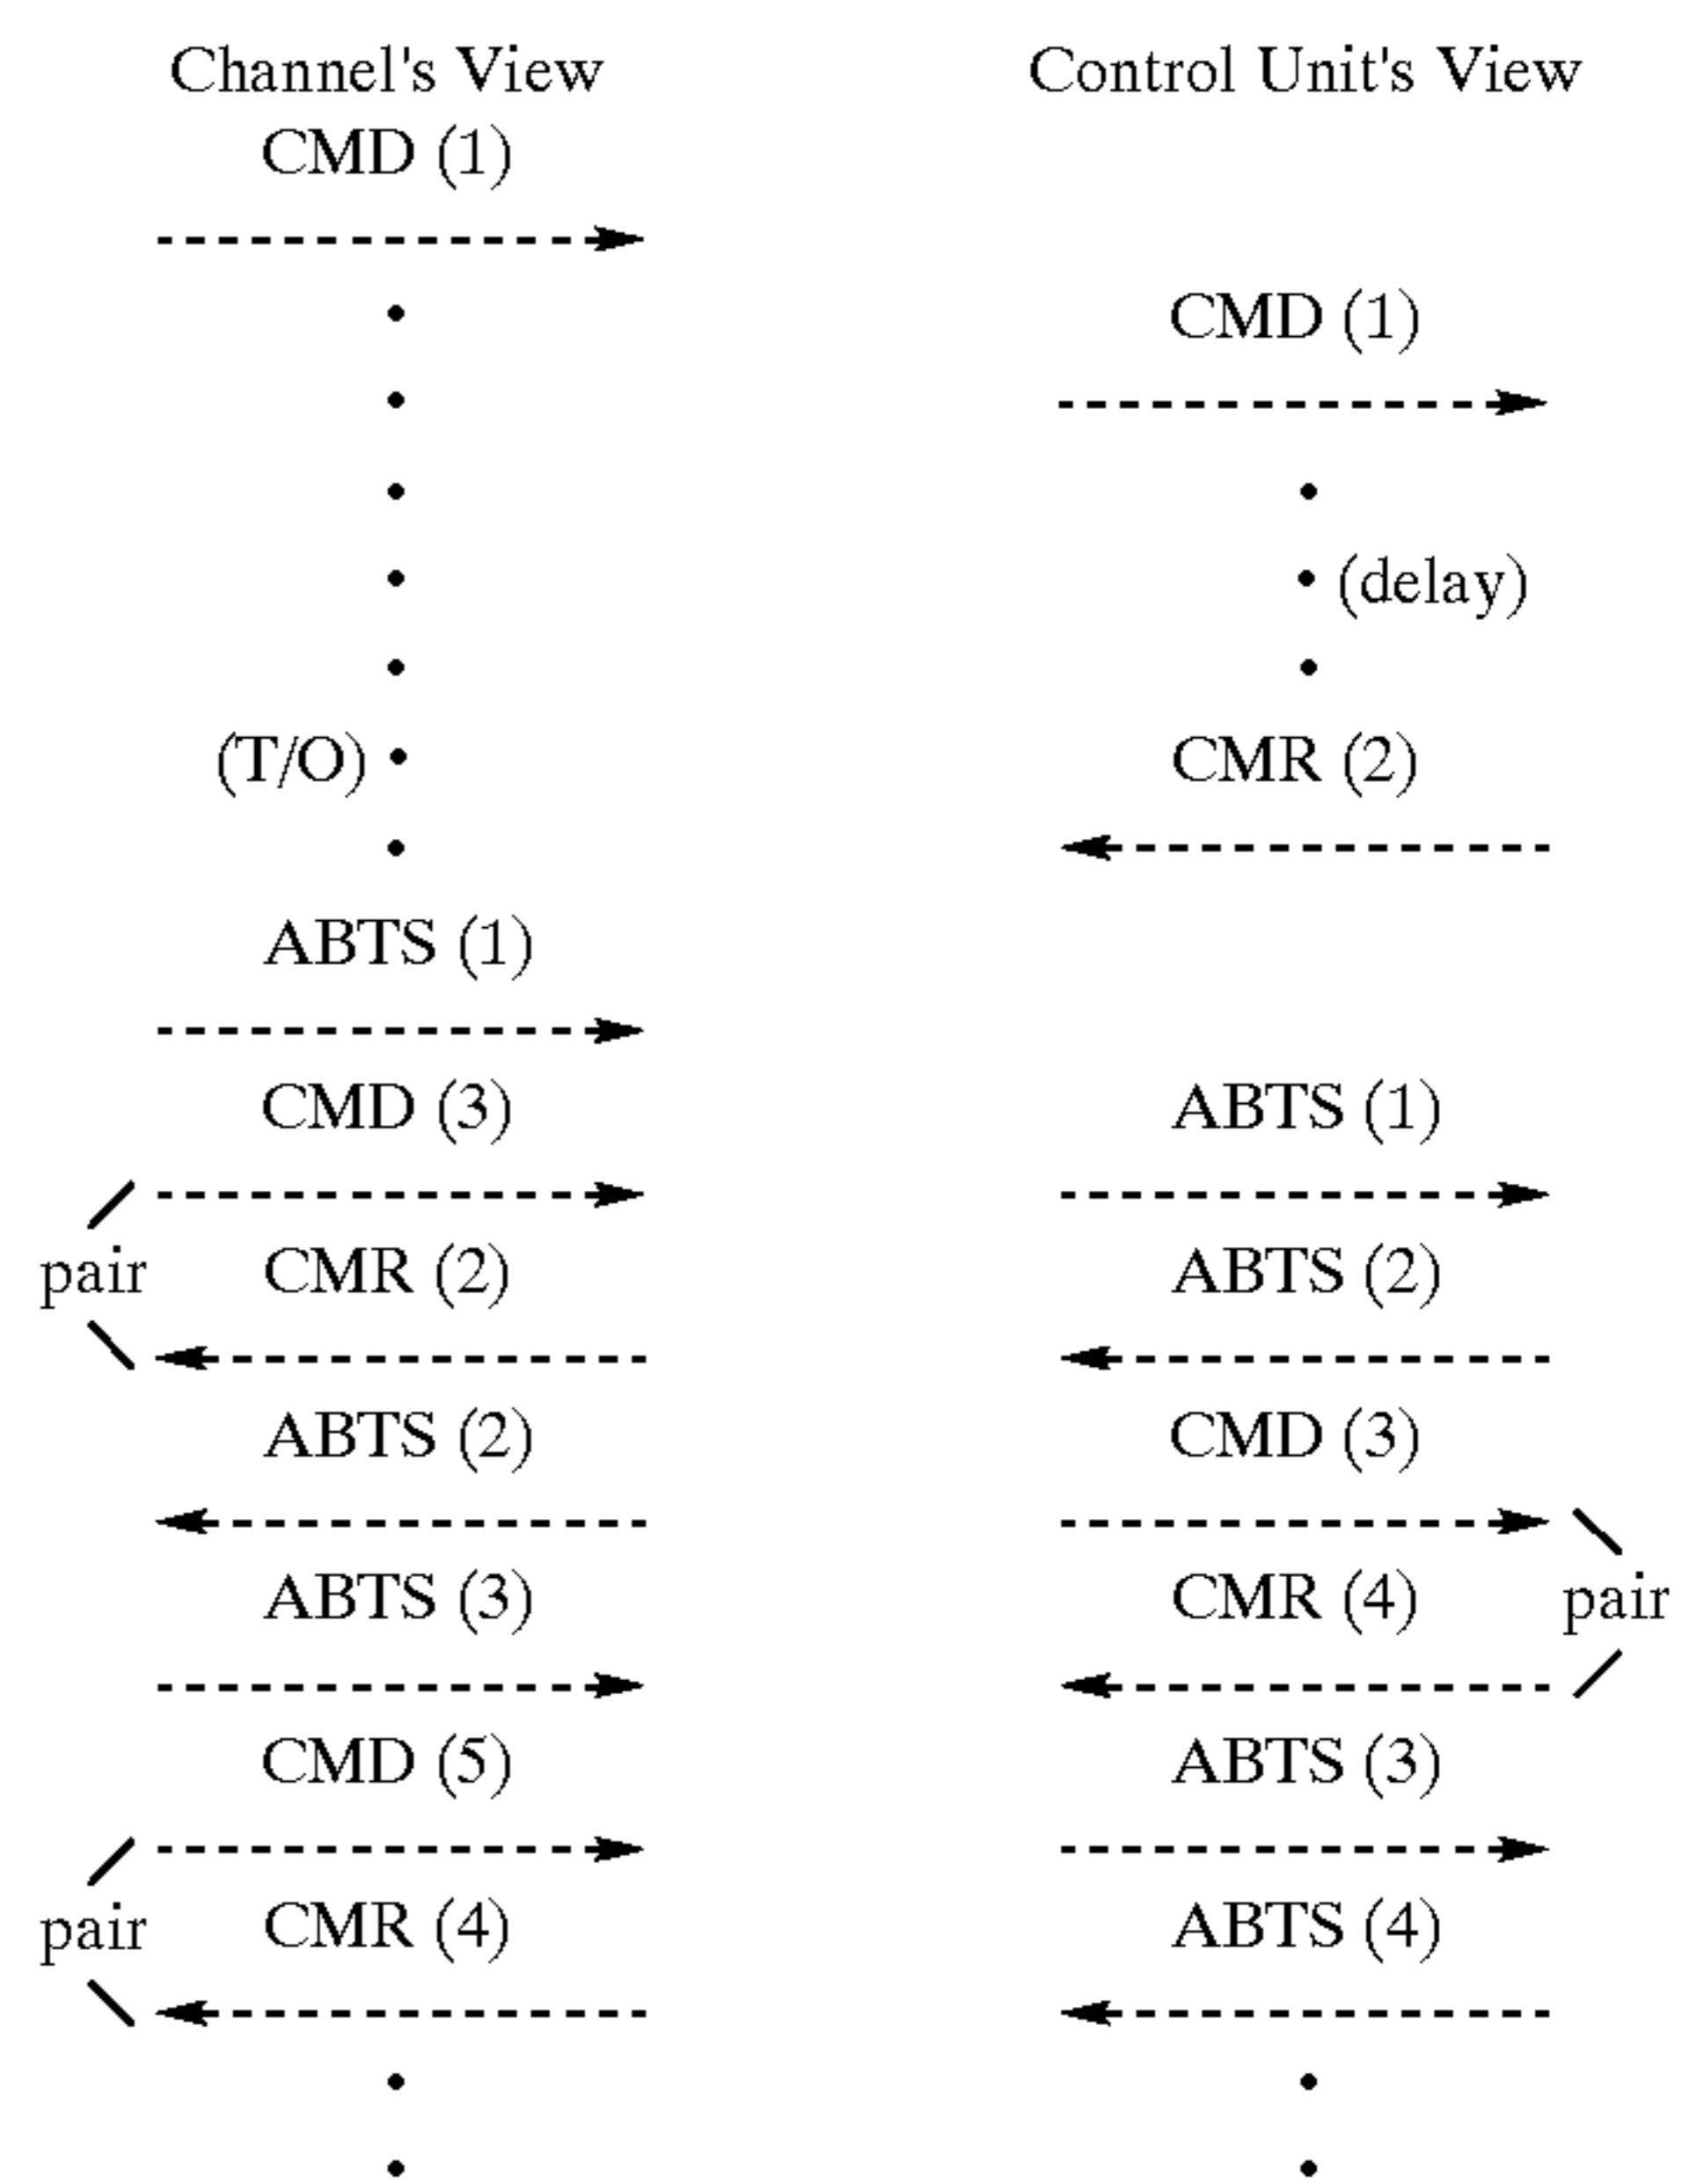 Channel's View
CMD (1)
(T/O)
ABTS (1)
CMD (3)
pair
CMR (2)
ABTS (2)
ABTS (3)
CMD (5)
pair
CMR (4)
Control Unit's View
CMD (1)
(delay)
CMR (2)
ABTS (1)
ABTS (2)
CMD (3)
CMR (4)
pair
ABTS (3)
ABTS (4)